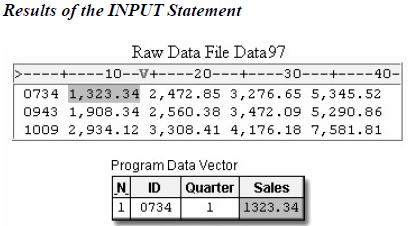 Results of the INPUT Statement
Raw Data File Data97
>----+----10--V+----20---+----30---+----40-
0734 1,323.34 2,472.85 3,276.65 5,345.52
0943 1,908.34 2,560.38 3,472.09 5,290.86
1009 2,934.12 3,308.41 4,176.18 7,581.81
Program Data Vector
_N_ ID Quarter Sales
1 0734 1 1323.34